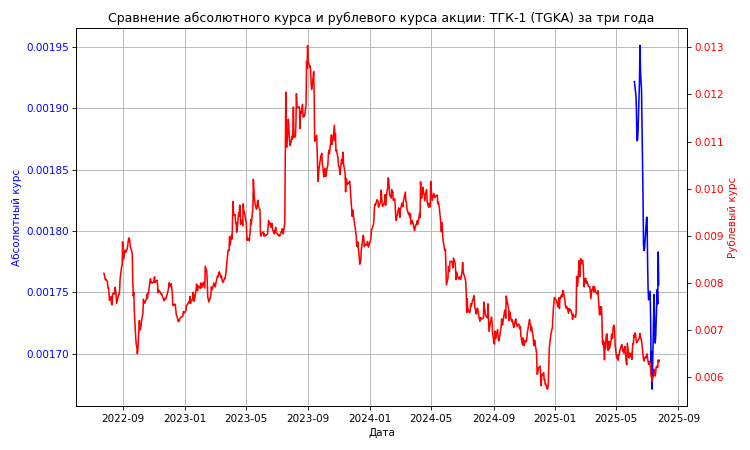 Сравнение абсолютного курса и рублевого курса акции: ТГК-1 (TGKA) за три года
0.00195
0.00190
0.00185
0.00180
0.00175
0.00170
Абсолютный курс
0.013
0.012
0.011
0.010
0.009
0.008
0.007
0.006
Рублевый курс
2022-09 2023-01 2023-05 2023-09 2024-01 2024-05 2024-09 2025-01 2025-05 2025-09
Дата